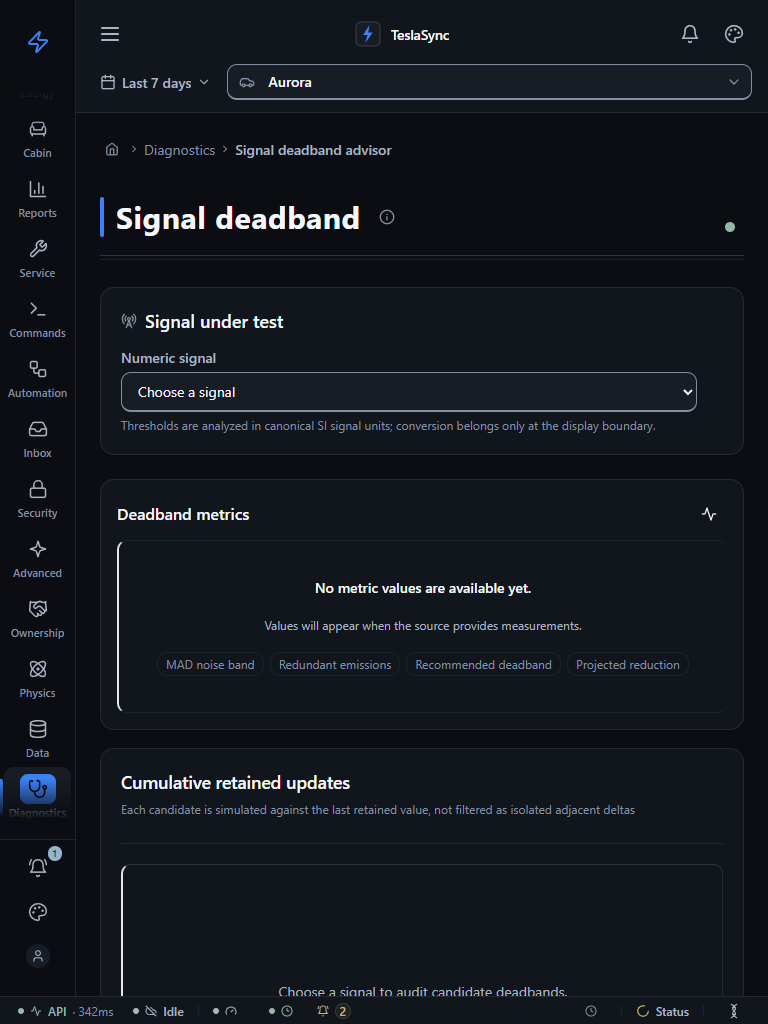 TeslaSync
Last 7 days
Aurora
Energy
Cabin
Reports
Service
Commands
Automation
Inbox
Security
Advanced
Ownership
Physics
Data
Diagnostics
1
Diagnostics
Signal deadband advisor
Signal deadband
Signal under test
Numeric signal
Choose a signal
Thresholds are analyzed in canonical SI signal units; conversion belongs only at the display boundary.
Deadband metrics
No metric values are available yet.
Values will appear when the source provides measurements.
MAD noise band Redundant emissions Recommended deadband Projected reduction
Cumulative retained updates
Each candidate is simulated against the last retained value, not filtered as isolated adjacent deltas
Choose a signal to audit candidate deadbands.
API · 342ms Idle 2 Status